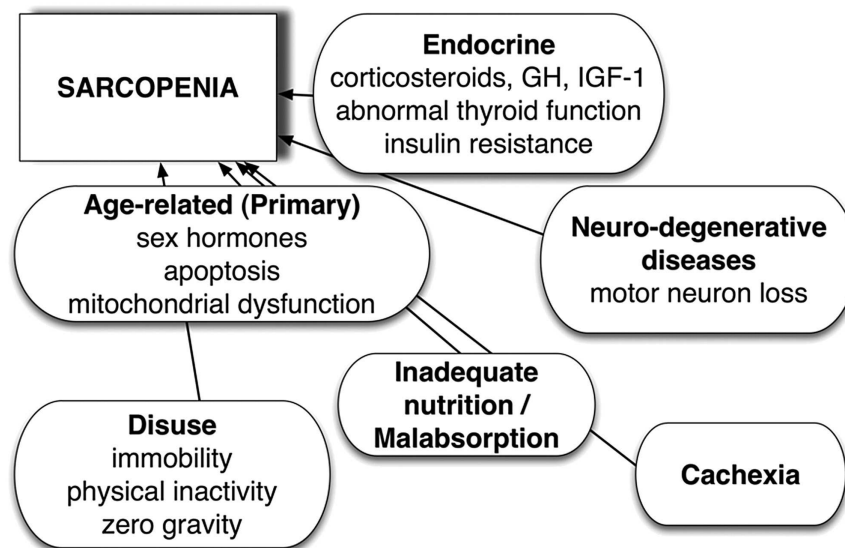 SARCOPENIA
Endocrine
corticosteroids, GH, IGF-1
abnormal thyroid function
insulin resistance
Age-related (Primary)
sex hormones
apoptosis
mitochondrial dysfunction
Neuro-degenerative
diseases
motor neuron loss
Inadequate
nutrition /
Malabsorption
Disuse
immobility
physical inactivity
zero gravity
Cachexia